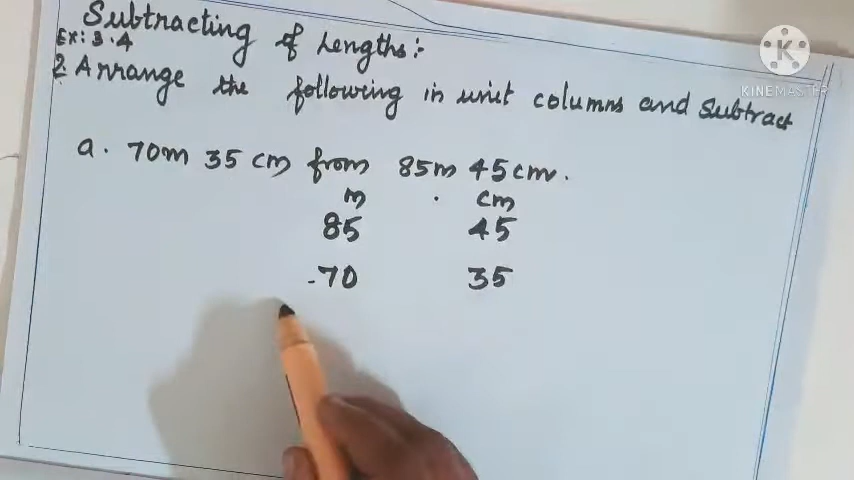 Subtracting of Lengths:-
Ex: 3.4
2 Arrange the following in unit columns and Subtract
a. 70m 35 cm from 85m 45cm.
m . cm
85 45
-70 35
K
KINEMASTER